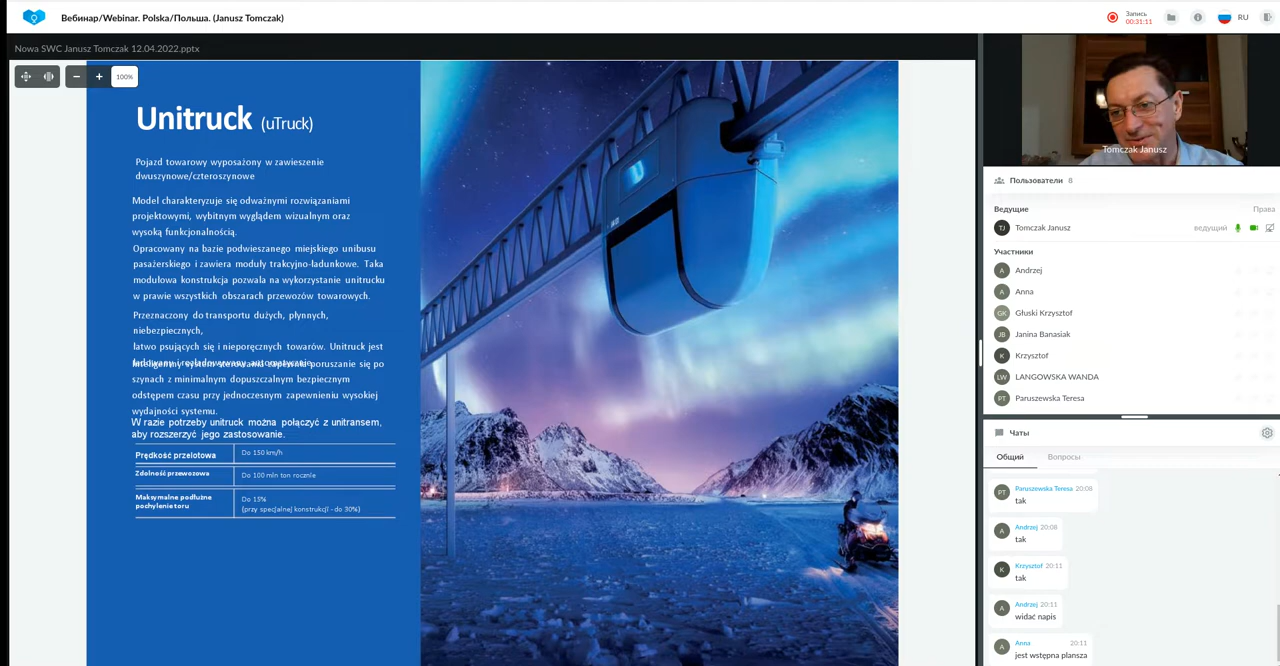 Вебинар/Webinar. Polska/Польша. (Janusz Tomczak)
Запись
00:31:11
RU
Nowa SWC Janusz Tomczak 12.04.2022.pptx
100%
Unitruck (uTruck)
Pojazd towarowy wyposażony w zawieszenie
dwuszynowe/czteroszynowe
Model charakteryzuje się odważnymi rozwiązaniami
projektowymi, wybitnym wyglądem wizualnym oraz
wysoką funkcjonalnością.
Opracowany na bazie podwieszanego miejskiego unibusu
pasażerskiego i zawiera moduły trakcyjno-ładunkowe. Taka
modułowa konstrukcja pozwala na wykorzystanie unitrucku
w prawie wszystkich obszarach przewozów towarowych.
Przeznaczony do transportu dużych, płynnych,
niebezpiecznych,
łatwo psujących się i nieporęcznych towarów. Unitruck jest
poruszanie się po
szynach z minimalnym dopuszczalnym bezpiecznym
odstępem czasu przy jednoczesnym zapewnieniu wysokiej
wydajności systemu.
W razie potrzeby unitruck można połączyć z unitransem,
aby rozszerzyć jego zastosowanie.
Prędkość przelotowa Do 150 km/h
Zdolność przewozowa Do 100 mln ton rocznie
Maksymalne podłużne
pochylenie toru
Do 15%
(przy specjalnej konstrukcji - do 30%)
Tomczak Janusz
Пользователи 8
Ведущие Права
TJ Tomczak Janusz ведущий
Участники
A Andrzej
A Anna
GK Głuski Krzysztof
JB Janina Banasiak
K Krzysztof
LW LANGOWSKA WANDA
PT Paruszewska Teresa
Чаты
Общий Вопросы
PT Paruszewska Teresa 20:08
tak
A Andrzej 20:08
tak
K Krzysztof 20:11
tak
A Andrzej 20:11
widać napis
A Anna 20:11
jest wstępna plansza